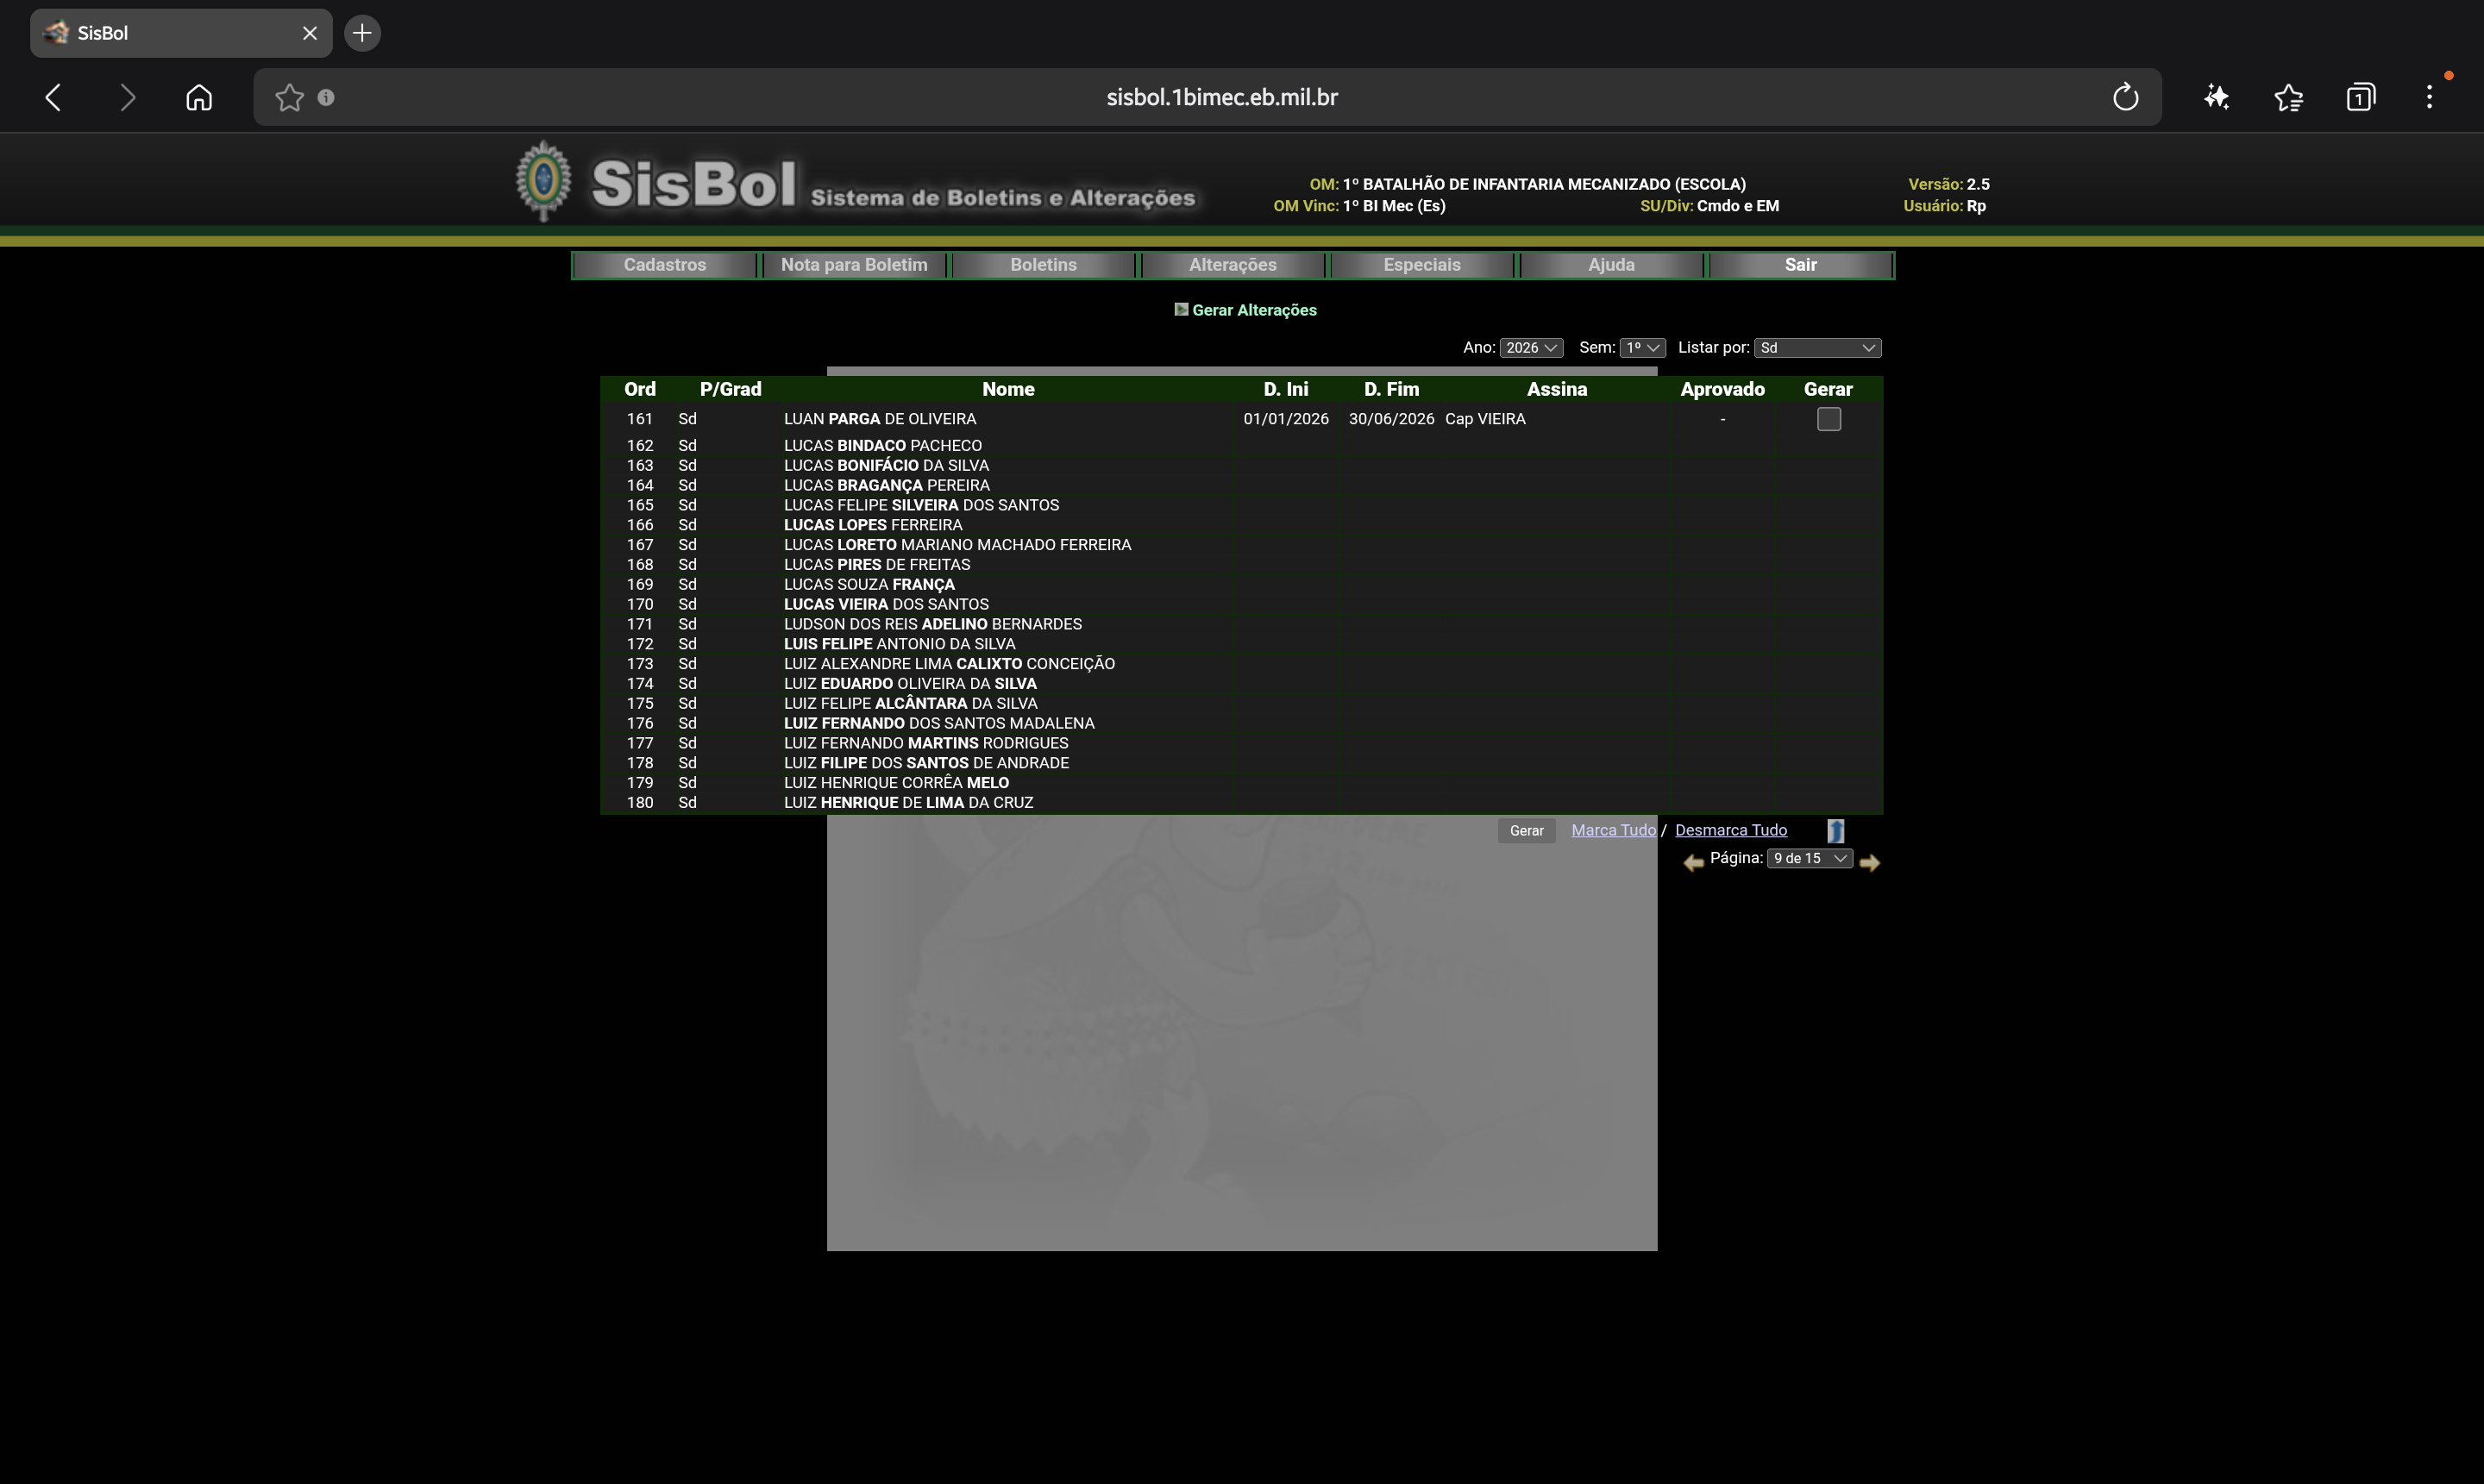 SisBol
sisbol.1bimec.eb.mil.br
1
SisBol Sistema de Boletins e Alterações
OM: 1º BATALHÃO DE INFANTARIA MECANIZADO (ESCOLA) Versão: 2.5
OM Vinc: 1º BI Mec (Es) SU/Div: Cmdo e EM Usuário: Rp
Cadastros Nota para Boletim Boletins Alterações Especiais Ajuda Sair
Gerar Alterações
Ano: 2026 Sem: 1º Listar por: Sd
Ord P/Grad Nome D. Ini D. Fim Assina Aprovado Gerar
161 Sd LUAN PARGA DE OLIVEIRA 01/01/2026 30/06/2026 Cap VIEIRA -
162 Sd LUCAS BINDACO PACHECO
163 Sd LUCAS BONIFÁCIO DA SILVA
164 Sd LUCAS BRAGANÇA PEREIRA
165 Sd LUCAS FELIPE SILVEIRA DOS SANTOS
166 Sd LUCAS LOPES FERREIRA
167 Sd LUCAS LORETO MARIANO MACHADO FERREIRA
168 Sd LUCAS PIRES DE FREITAS
169 Sd LUCAS SOUZA FRANÇA
170 Sd LUCAS VIEIRA DOS SANTOS
171 Sd LUDSON DOS REIS ADELINO BERNARDES
172 Sd LUIS FELIPE ANTONIO DA SILVA
173 Sd LUIZ ALEXANDRE LIMA CALIXTO CONCEIÇÃO
174 Sd LUIZ EDUARDO OLIVEIRA DA SILVA
175 Sd LUIZ FELIPE ALCÂNTARA DA SILVA
176 Sd LUIZ FERNANDO DOS SANTOS MADALENA
177 Sd LUIZ FERNANDO MARTINS RODRIGUES
178 Sd LUIZ FILIPE DOS SANTOS DE ANDRADE
179 Sd LUIZ HENRIQUE CORRÊA MELO
180 Sd LUIZ HENRIQUE DE LIMA DA CRUZ
Gerar Marca Tudo / Desmarca Tudo
Página: 9 de 15